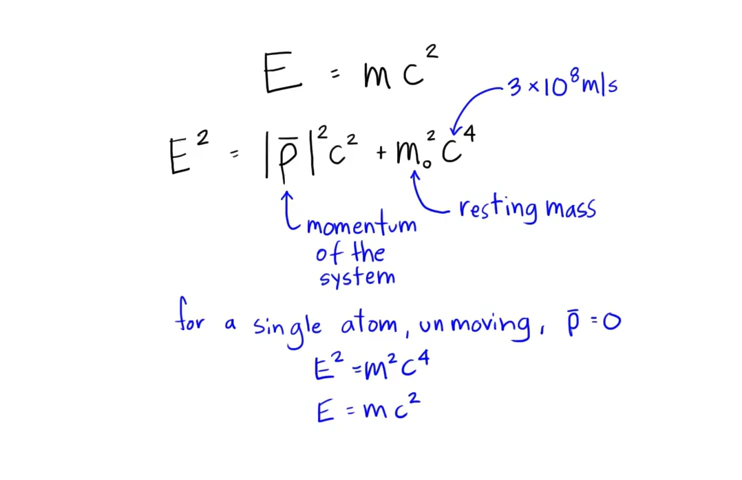 E = mc²
3 × 10⁸ m/s
E² = |p̄|²c² + m₀²c⁴
resting mass
momentum
of the
system
for a single atom, unmoving, p̄ = 0
E² = m²c⁴
E = mc²